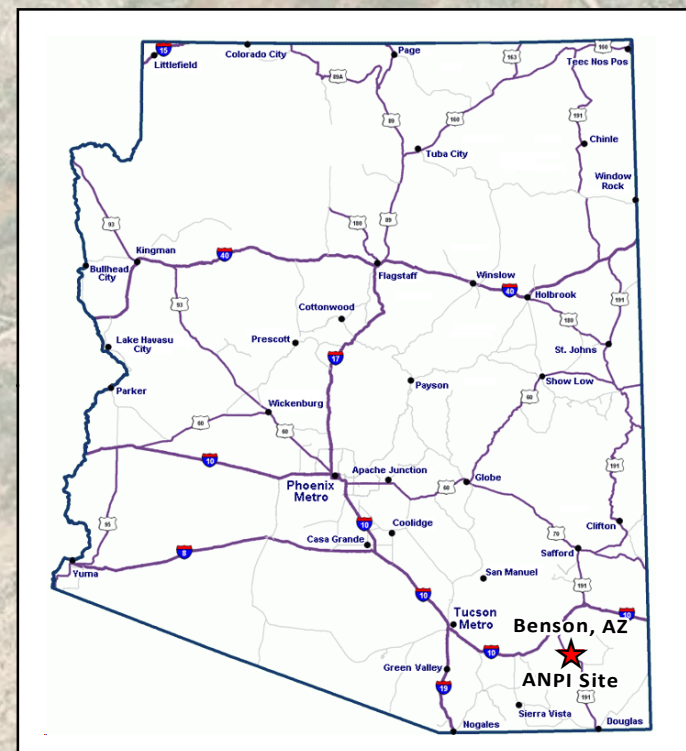 15
Littlefield
Colorado City
Page
89A
163
160
Teec Nos Pos
89
160
Tuba City
191
Chinle
Window
Rock
93
180
89
Kingman
Bullhead
City
40
Flagstaff
Winslow
40
Holbrook
191
93
Cottonwood
180
Lake Havasu
City
Prescott
17
St. Johns
Parker
Payson
Show Low
60
Wickenburg
60
60
10
Phoenix
Metro
Apache Junction
60
Globe
191
95
10
Coolidge
Clifton
8
Casa Grande
70
Safford
Yuma
San Manuel
191
10
Tucson
Metro
10
Benson, AZ
10
Green Valley
ANPI Site
19
191
Sierra Vista
Nogales
Douglas